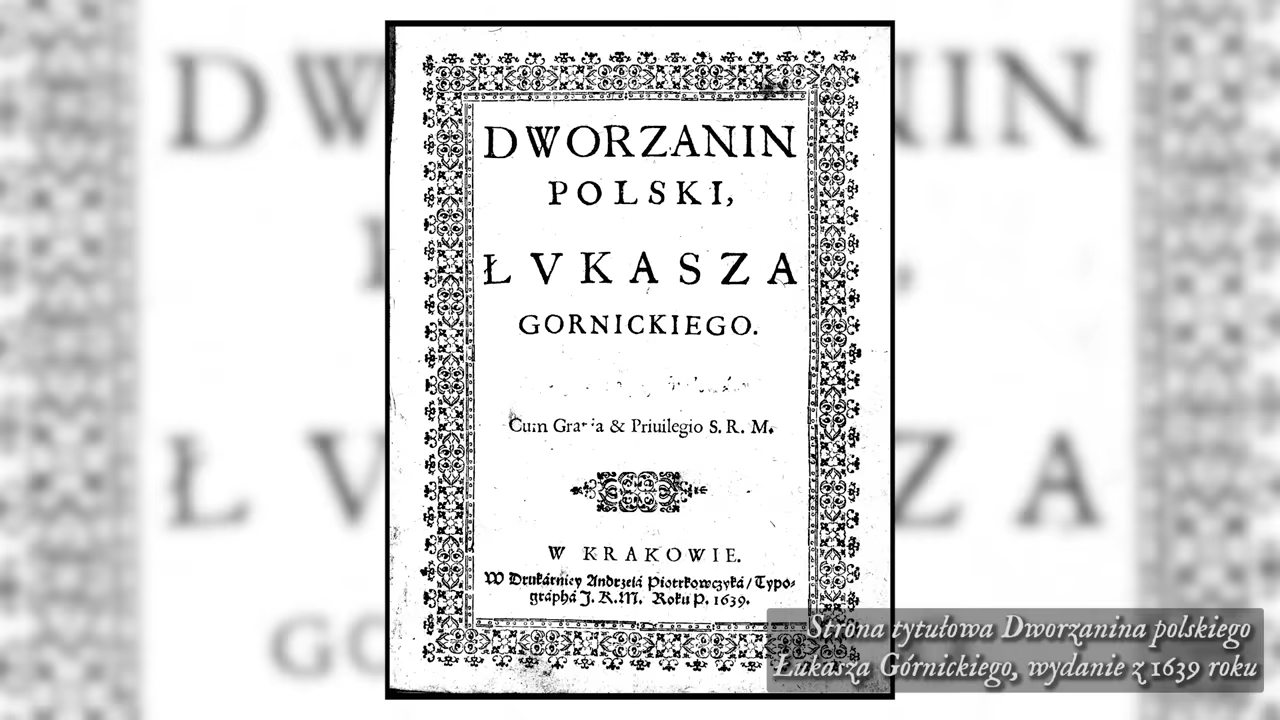 DWORZANIN
POLSKI,
ŁVKASZA
GORNICKIEGO.
Cum Gratia & Priuilegio S. R. M.
W KRAKOWIE.
W Drukárniey Andrzeiá Piotrkowczyká / Typo-
gráphá J. K. M. Roku P. 1639.
Strona tytułowa Dworzanina polskiego
Łukasza Górnickiego, wydanie z 1639 roku